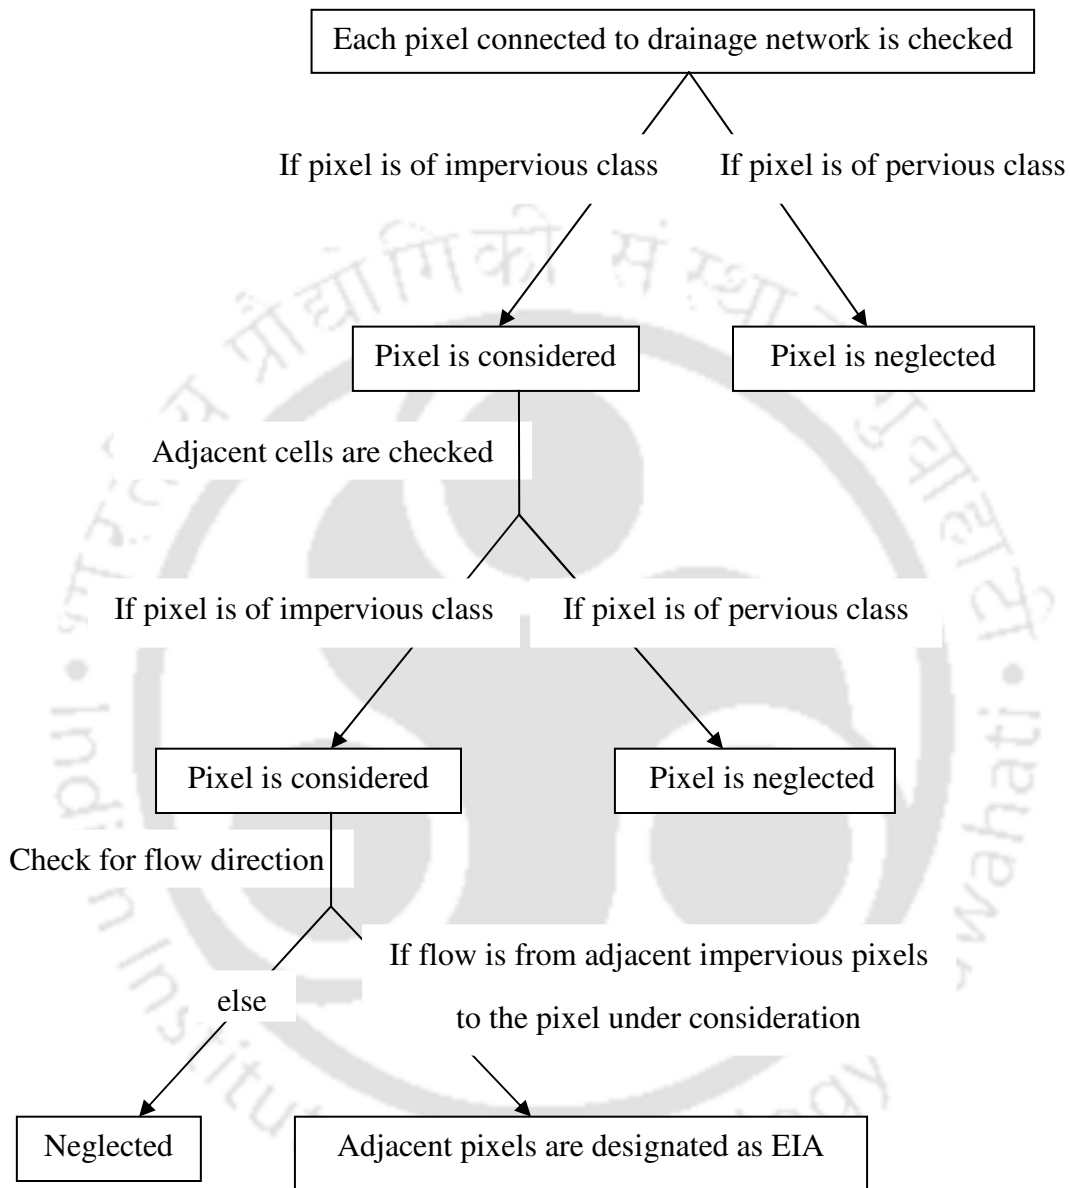 Each pixel connected to drainage network is checked
If pixel is of impervious class
If pixel is of pervious class
Pixel is considered
Pixel is neglected
Adjacent cells are checked
If pixel is of impervious class
If pixel is of pervious class
Pixel is considered
Pixel is neglected
Check for flow direction
If flow is from adjacent impervious pixels
to the pixel under consideration
else
Neglected
Adjacent pixels are designated as EIA